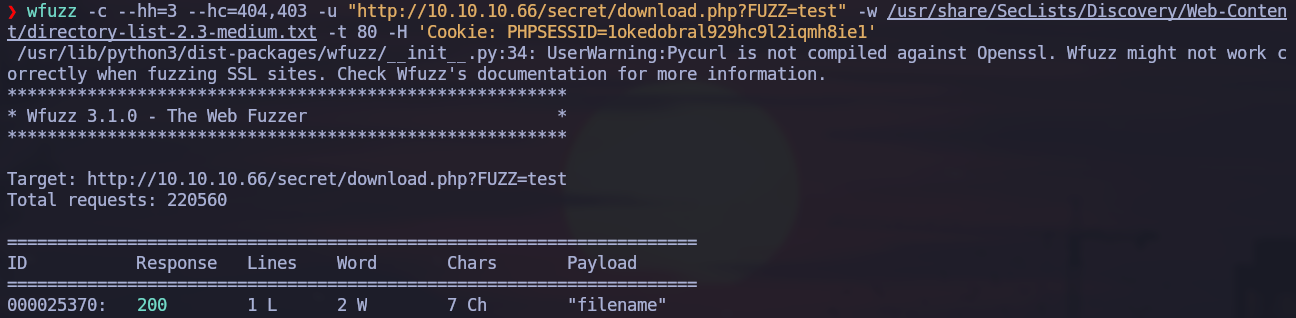 ❯ wfuzz -c --hh=3 --hc=404,403 -u "http://10.10.10.66/secret/download.php?FUZZ=test" -w /usr/share/SecLists/Discovery/Web-Conten
t/directory-list-2.3-medium.txt -t 80 -H 'Cookie: PHPSESSID=1okedobral929hc9l2iqmh8ie1'
 /usr/lib/python3/dist-packages/wfuzz/__init__.py:34: UserWarning:Pycurl is not compiled against Openssl. Wfuzz might not work c
orrectly when fuzzing SSL sites. Check Wfuzz's documentation for more information.
********************************************************
* Wfuzz 3.1.0 - The Web Fuzzer                         *
********************************************************
Target: http://10.10.10.66/secret/download.php?FUZZ=test
Total requests: 220560
=====================================================================
ID           Response   Lines    Word       Chars       Payload
=====================================================================
000025370:   200        1 L      2 W        7 Ch        "filename"